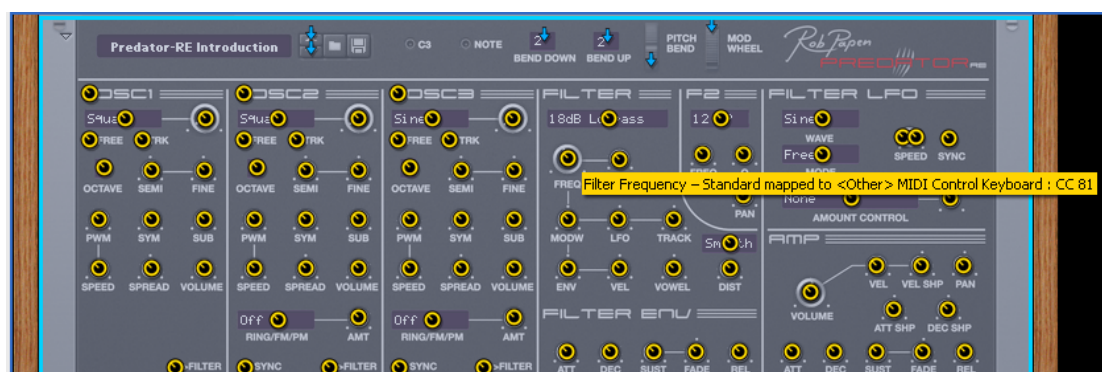 Predator-RE Introduction
C3
NOTE
2
2
BEND DOWN
BEND UP
PITCH BEND
MOD WHEEL
Rob Papen
PREDATOR RE
OSC1
OSC2
OSC3
FILTER
F2
FILTER LFO
Squa
Squa
Sine
18dB L
ass
12
Sine
WAVE
FREE TRK
FREE TRK
FREE TRK
Free
SPEED SYNC
OCTAVE SEMI FINE
OCTAVE SEMI FINE
OCTAVE SEMI FINE
FREQ
Filter Frequency – Standard mapped to <Other> MIDI Control Keyboard : CC 81
None
PAN
AMOUNT CONTROL
PWM SYM SUB
PWM SYM SUB
PWM SYM SUB
MODW LFO TRACK
Sm
th
AMP
SPEED SPREAD VOLUME
SPEED SPREAD VOLUME
SPEED SPREAD VOLUME
ENV VEL VOWEL DIST
VEL VEL SHP PAN
VOLUME
Off
Off
FILTER ENV
ATT SHP DEC SHP
RING/FM/PM AMT
RING/FM/PM AMT
>FILTER
SYNC >FILTER
SYNC >FILTER
ATT DEC SUST FADE REL
ATT DEC SUST FADE REL